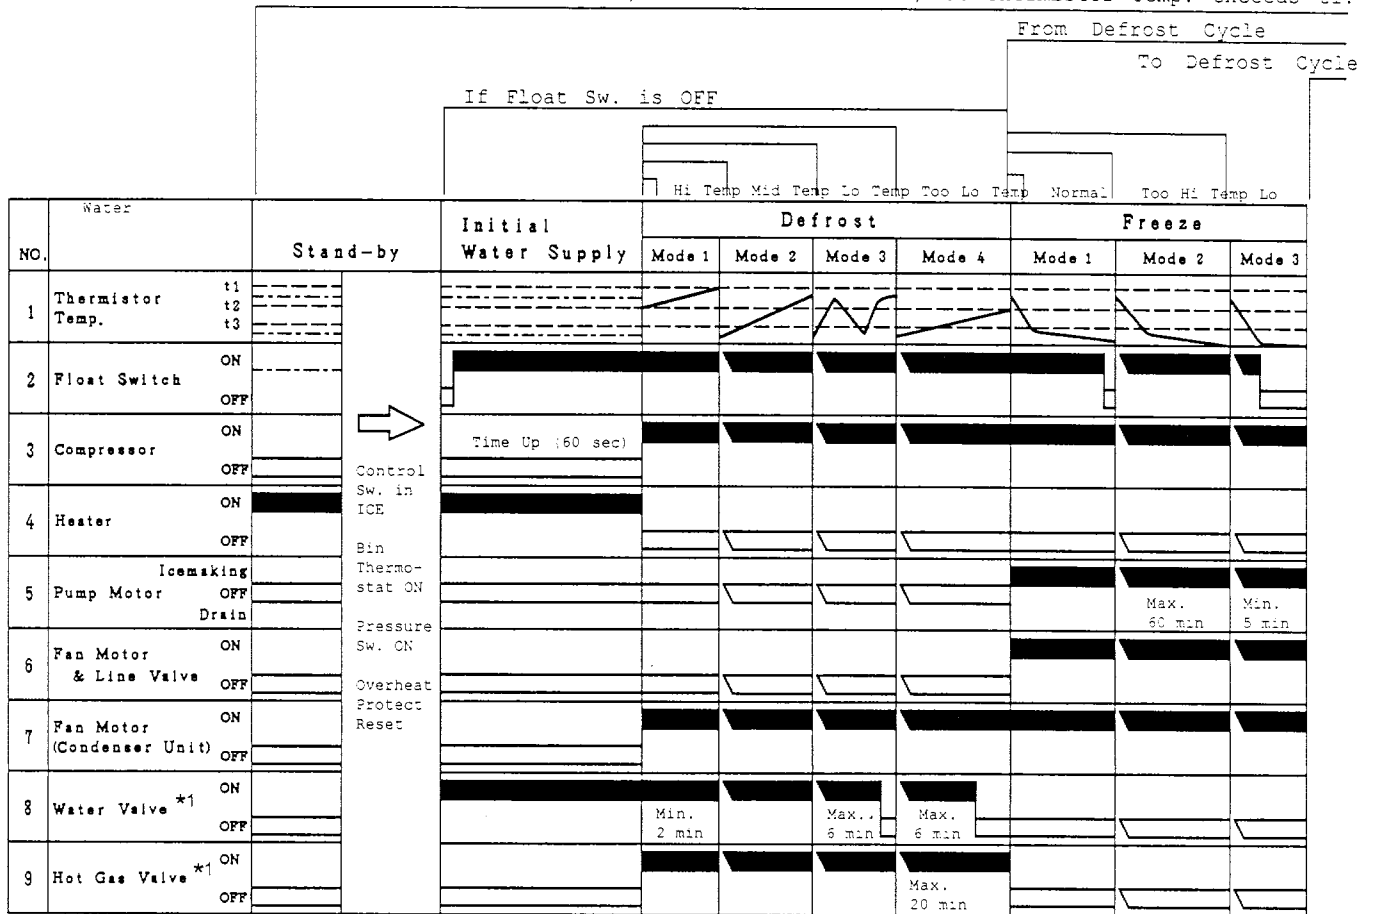 From Defrost Cycle
To Defrost Cycle
If Float Sw. is OFF
Hi Temp Mid Temp Lo Temp Too Lo Temp Normal Too Hi Temp Lo
NO.
Water
Stand-by
Initial
Water Supply
Defrost
Mode 1 Mode 2 Mode 3 Mode 4
Freeze
Mode 1 Mode 2 Mode 3
1 Thermistor
Temp.
t1
t2
t3
2 Float Switch
ON
OFF
3 Compressor
ON
OFF
Time Up (60 sec)
4 Heater
ON
OFF
5 Pump Motor
Icemaking
OFF
Drain
Max.
60 min
Min.
5 min
6 Fan Motor
& Line Valve
ON
OFF
7 Fan Motor
(Condenser Unit)
ON
OFF
8 Water Valve *1
ON
OFF
Min.
2 min
Max.
6 min
Max.
6 min
9 Hot Gas Valve *1
ON
OFF
Max.
20 min
Control
Sw. in
ICE
Bin
Thermo-
stat ON
Pressure
Sw. ON
Overheat
Protect
Reset